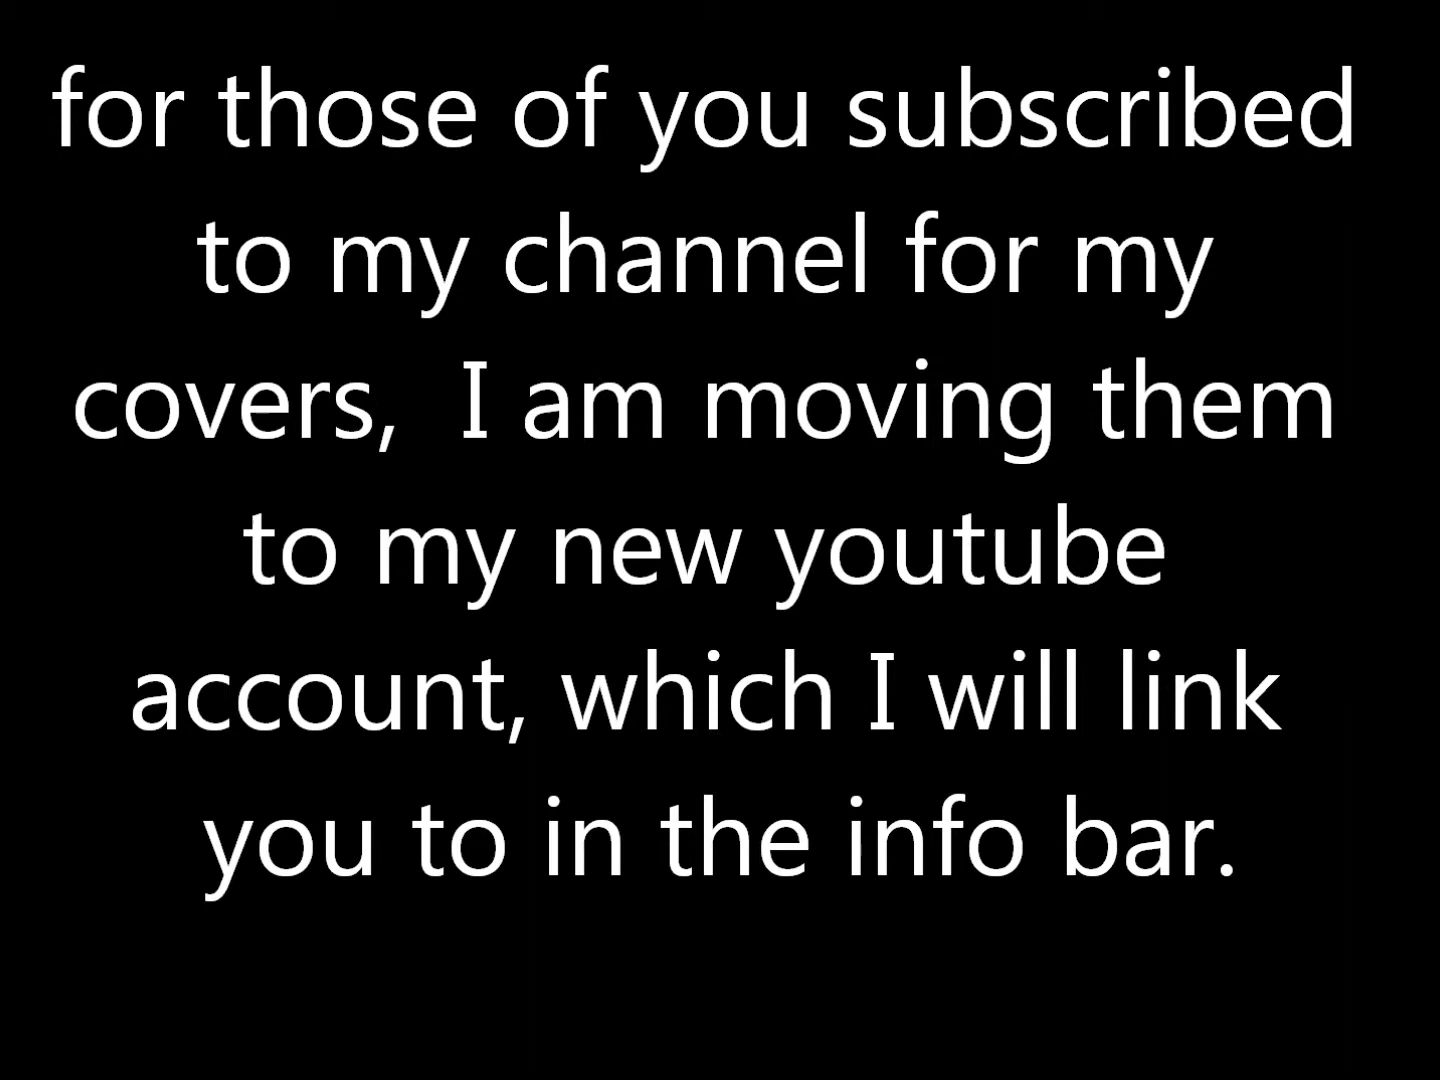 for those of you subscribed
to my channel for my
covers,  I am moving them
to my new youtube
account, which I will link
you to in the info bar.